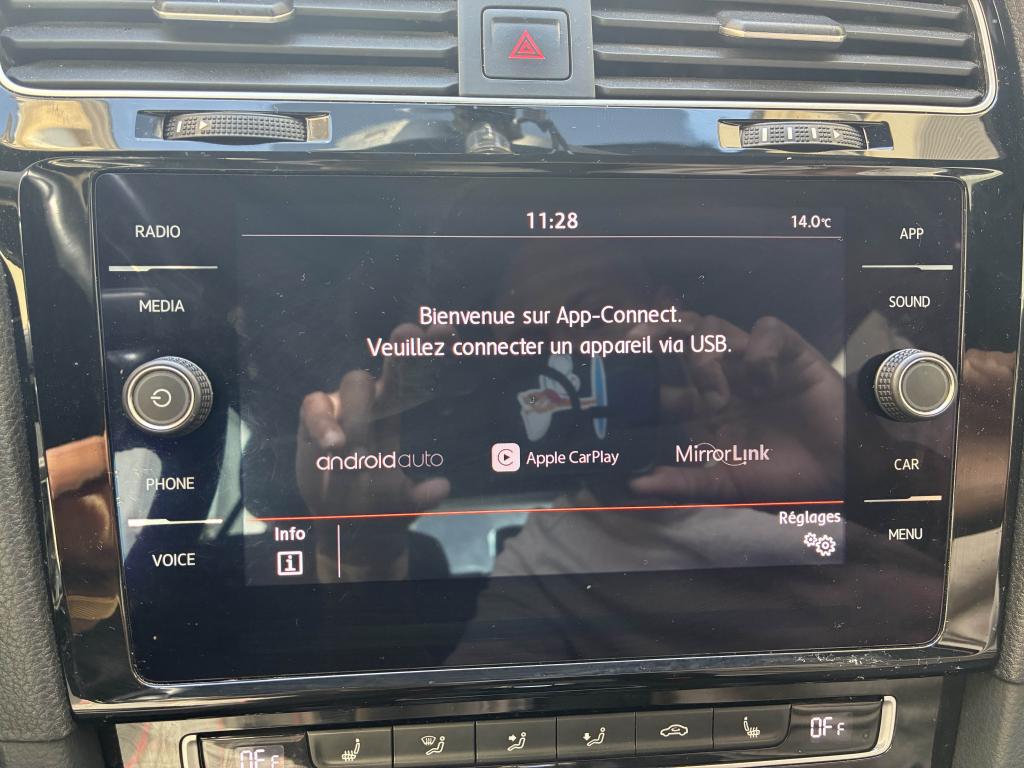 RADIO
MEDIA
PHONE
VOICE
11:28
14.0°C
Bienvenue sur App-Connect.
Veuillez connecter un appareil via USB.
androidauto
Apple CarPlay
MirrorLink
Info
i
Réglages
APP
SOUND
CAR
MENU
OFF
OFF